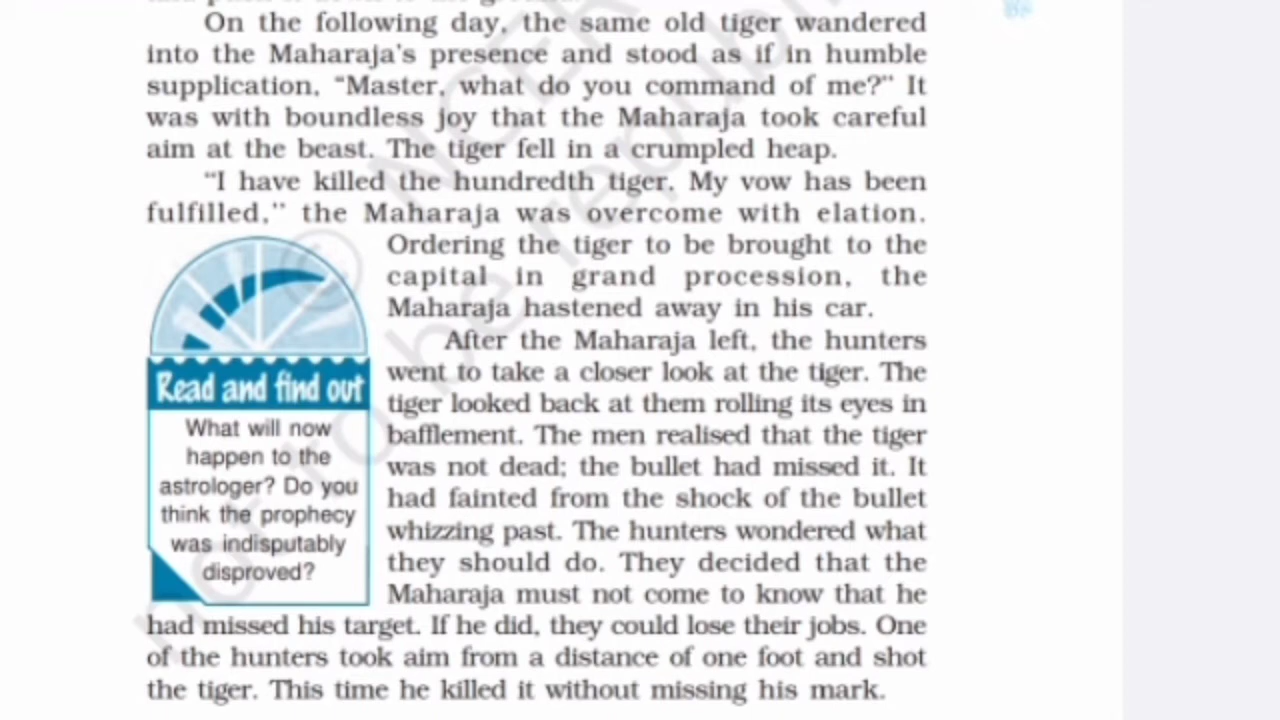 On the following day, the same old tiger wandered
into the Maharaja's presence and stood as if in humble
supplication, "Master, what do you command of me?" It
was with boundless joy that the Maharaja took careful
aim at the beast. The tiger fell in a crumpled heap.
"I have killed the hundredth tiger. My vow has been
fulfilled," the Maharaja was overcome with elation.
Ordering the tiger to be brought to the
capital in grand procession, the
Maharaja hastened away in his car.
After the Maharaja left, the hunters
went to take a closer look at the tiger. The
tiger looked back at them rolling its eyes in
bafflement. The men realised that the tiger
was not dead; the bullet had missed it. It
had fainted from the shock of the bullet
whizzing past. The hunters wondered what
they should do. They decided that the
Maharaja must not come to know that he
had missed his target. If he did, they could lose their jobs. One
of the hunters took aim from a distance of one foot and shot
the tiger. This time he killed it without missing his mark.
Read and find out
What will now
happen to the
astrologer? Do you
think the prophecy
was indisputably
disproved?
© NCERT
not to be republi